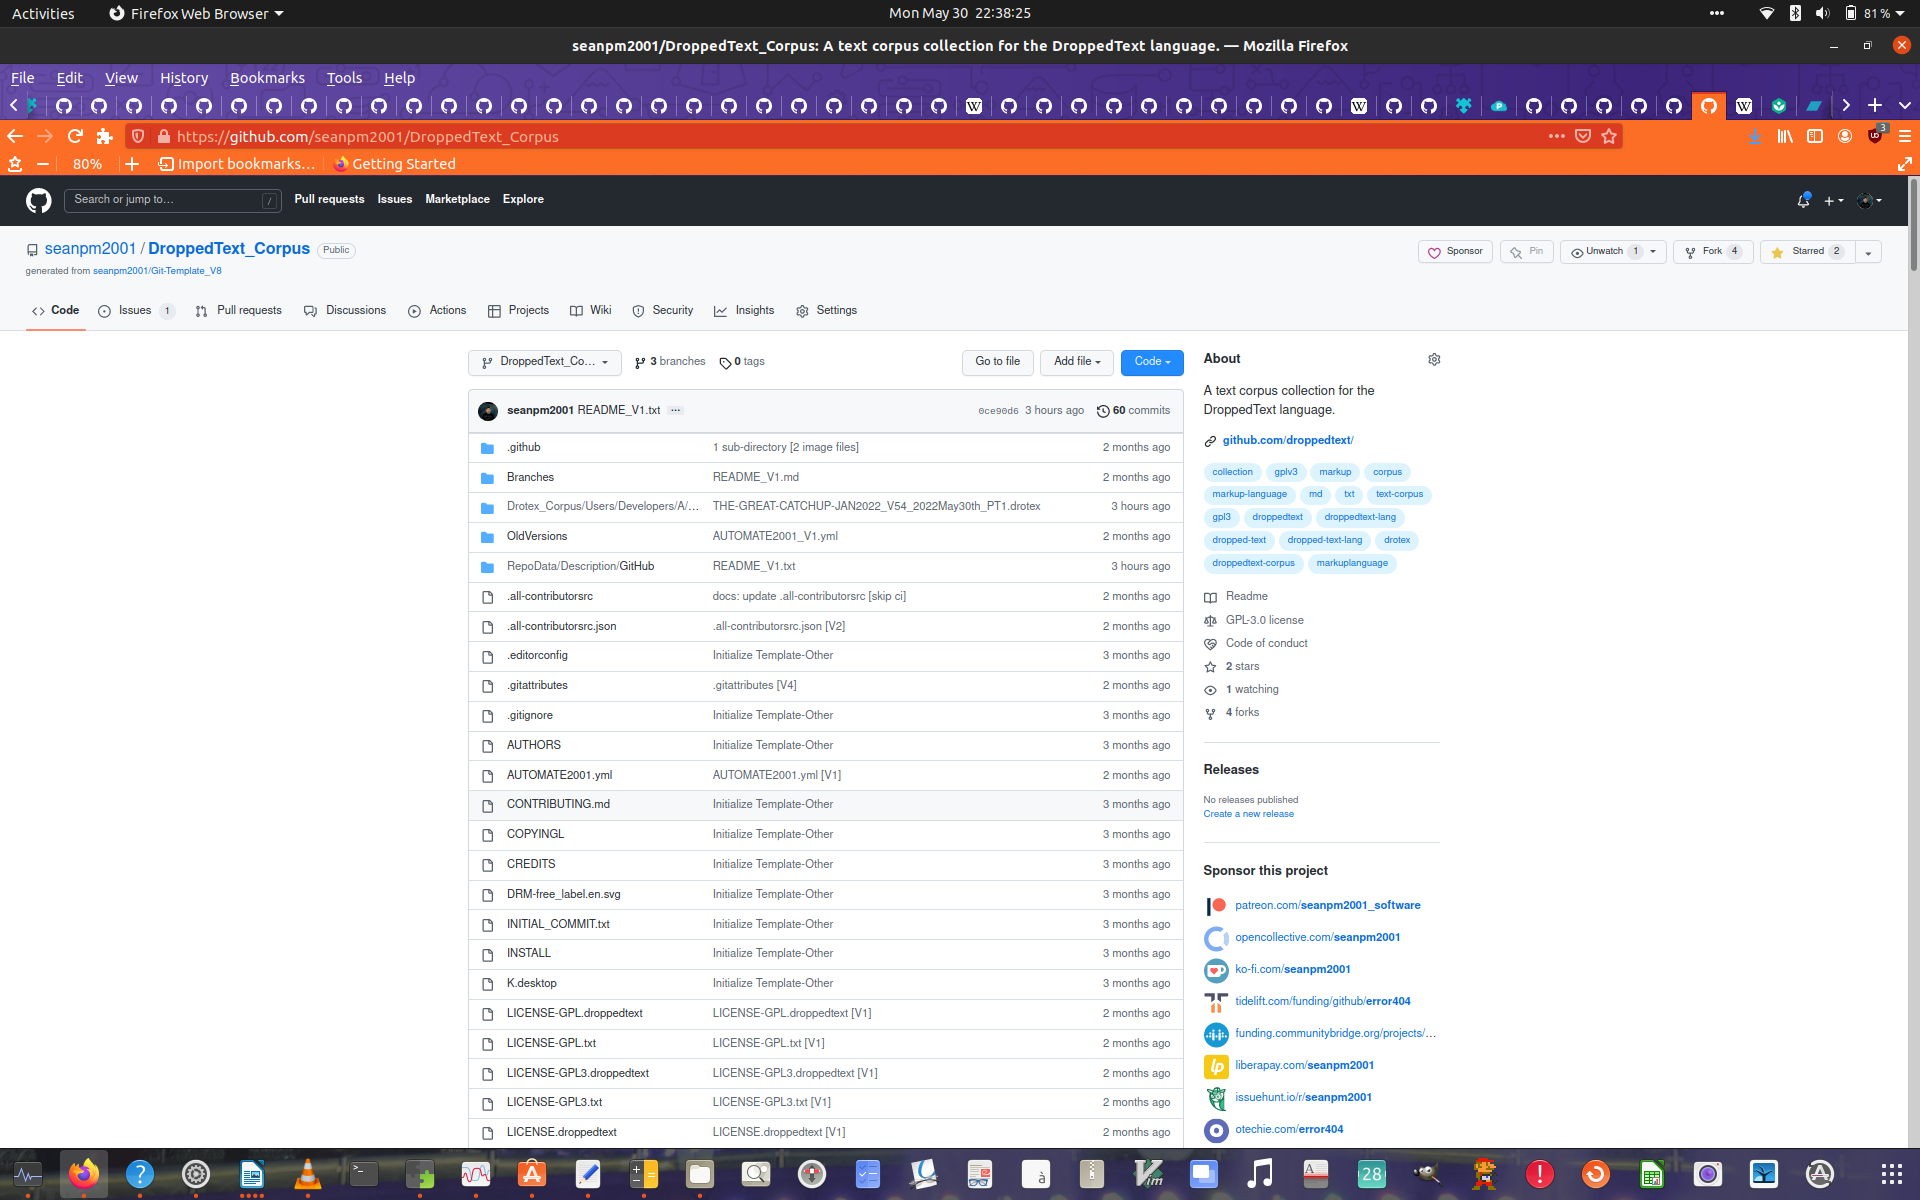 Activities Firefox Web Browser Mon May 30 22:38:25 81 %
seanpm2001/DroppedText_Corpus: A text corpus collection for the DroppedText language. — Mozilla Firefox
File Edit View History Bookmarks Tools Help
https://github.com/seanpm2001/DroppedText_Corpus 3
80% Import bookmarks... Getting Started
Search or jump to... / Pull requests Issues Marketplace Explore
seanpm2001 / DroppedText_Corpus Public Sponsor Pin Unwatch 1 Fork 4 Starred 2
generated from seanpm2001/Git-Template_V8
Code Issues 1 Pull requests Discussions Actions Projects Wiki Security Insights Settings
DroppedText_Co... 3 branches 0 tags Go to file Add file Code
seanpm2001 README_V1.txt ... 0ce90d6 3 hours ago 60 commits
.github 1 sub-directory [2 image files] 2 months ago
Branches README_V1.md 2 months ago
Drotex_Corpus/Users/Developers/A/... THE-GREAT-CATCHUP-JAN2022_V54_2022May30th_PT1.drotex 3 hours ago
OldVersions AUTOMATE2001_V1.yml 2 months ago
RepoData/Description/GitHub README_V1.txt 3 hours ago
.all-contributorsrc docs: update .all-contributorsrc [skip ci] 2 months ago
.all-contributorsrc.json .all-contributorsrc.json [V2] 2 months ago
.editorconfig Initialize Template-Other 3 months ago
.gitattributes .gitattributes [V4] 2 months ago
.gitignore Initialize Template-Other 3 months ago
AUTHORS Initialize Template-Other 3 months ago
AUTOMATE2001.yml AUTOMATE2001.yml [V1] 2 months ago
CONTRIBUTING.md Initialize Template-Other 3 months ago
COPYINGL Initialize Template-Other 3 months ago
CREDITS Initialize Template-Other 3 months ago
DRM-free_label.en.svg Initialize Template-Other 3 months ago
INITIAL_COMMIT.txt Initialize Template-Other 3 months ago
INSTALL Initialize Template-Other 3 months ago
K.desktop Initialize Template-Other 3 months ago
LICENSE-GPL.droppedtext LICENSE-GPL.droppedtext [V1] 2 months ago
LICENSE-GPL.txt LICENSE-GPL.txt [V1] 2 months ago
LICENSE-GPL3.droppedtext LICENSE-GPL3.droppedtext [V1] 2 months ago
LICENSE-GPL3.txt LICENSE-GPL3.txt [V1] 2 months ago
LICENSE.droppedtext LICENSE.droppedtext [V1] 2 months ago
About
A text corpus collection for the
DroppedText language.
github.com/droppedtext/
collection gplv3 markup corpus
markup-language md txt text-corpus
gpl3 droppedtext droppedtext-lang
dropped-text dropped-text-lang drotex
droppedtext-corpus markuplanguage
Readme
GPL-3.0 license
Code of conduct
2 stars
1 watching
4 forks
Releases
No releases published
Create a new release
Sponsor this project
patreon.com/seanpm2001_software
opencollective.com/seanpm2001
ko-fi.com/seanpm2001
tidelift.com/funding/github/error404
funding.communitybridge.org/projects/...
liberapay.com/seanpm2001
issuehunt.io/r/seanpm2001
otechie.com/error404
28